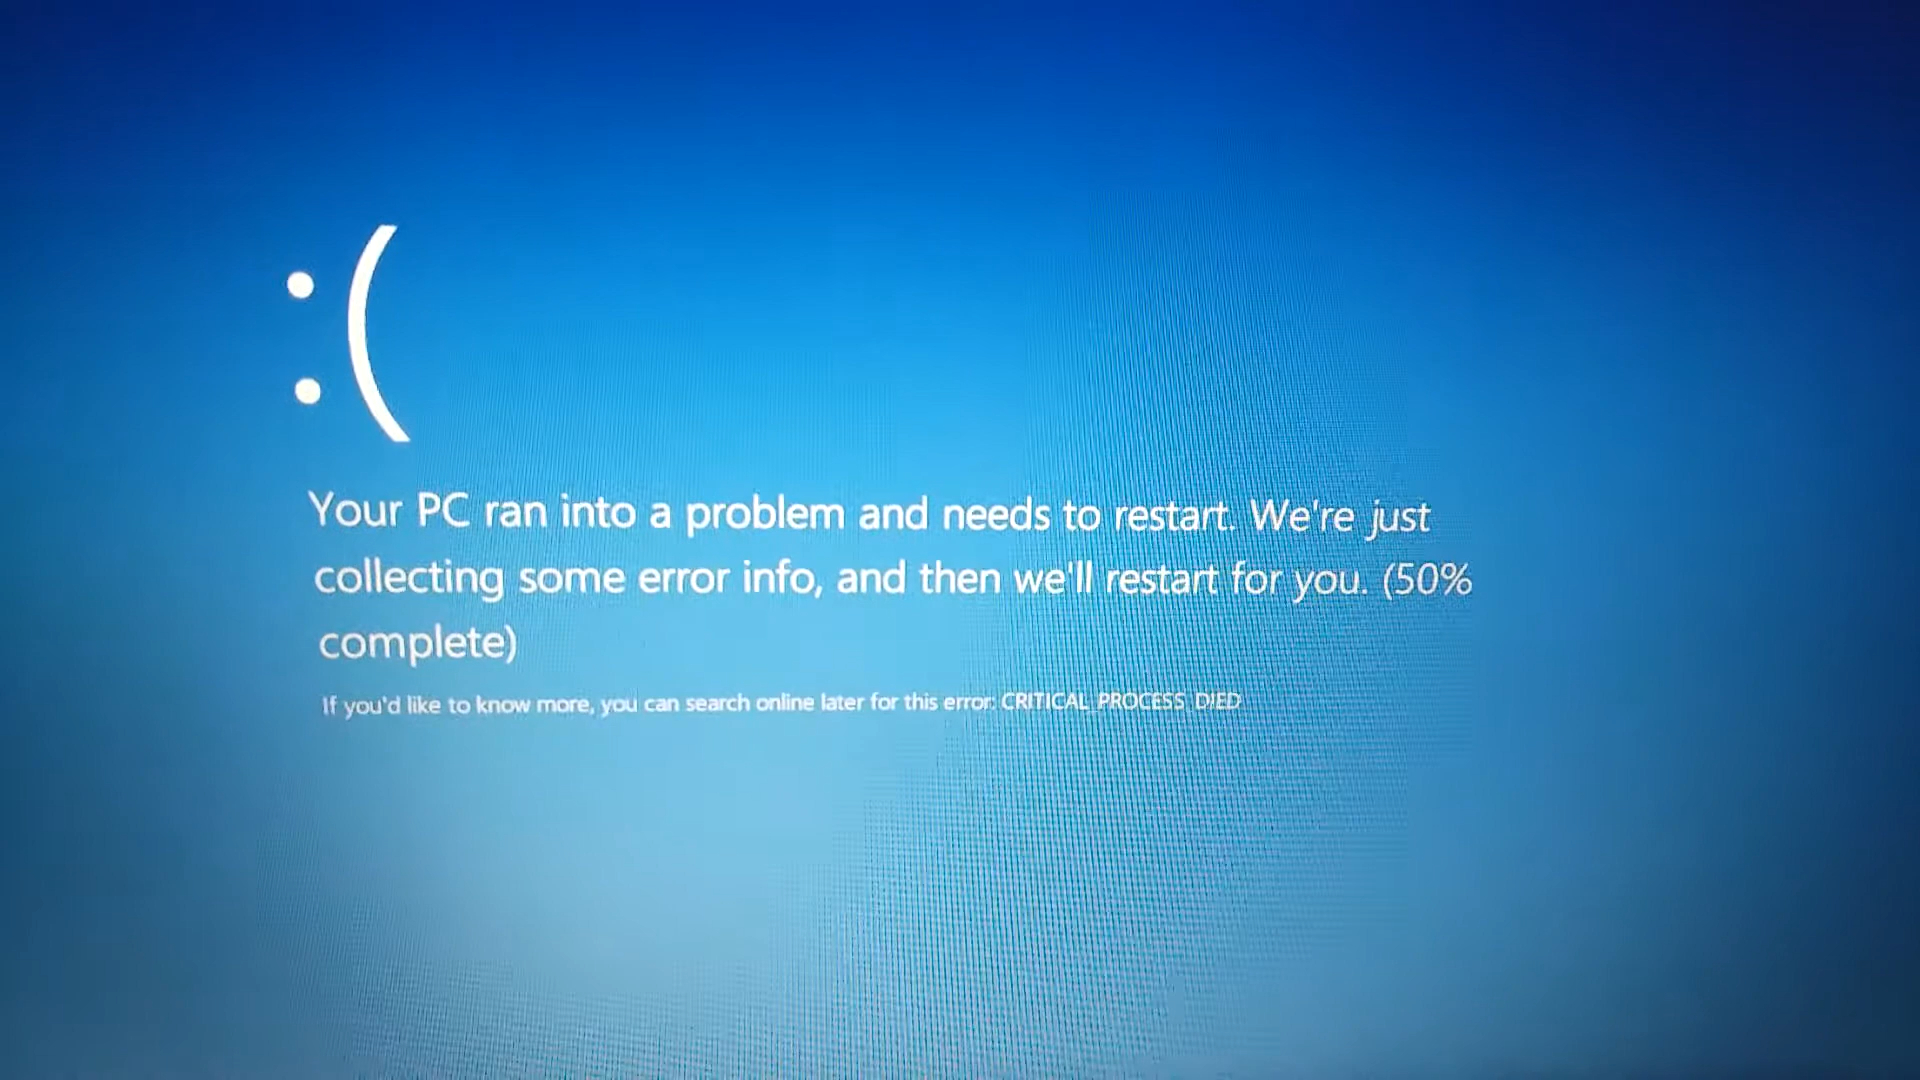 :(
Your PC ran into a problem and needs to restart. We're just
collecting some error info, and then we'll restart for you. (50%
complete)
If you'd like to know more, you can search online later for this error: CRITICAL_PROCESS_DIED